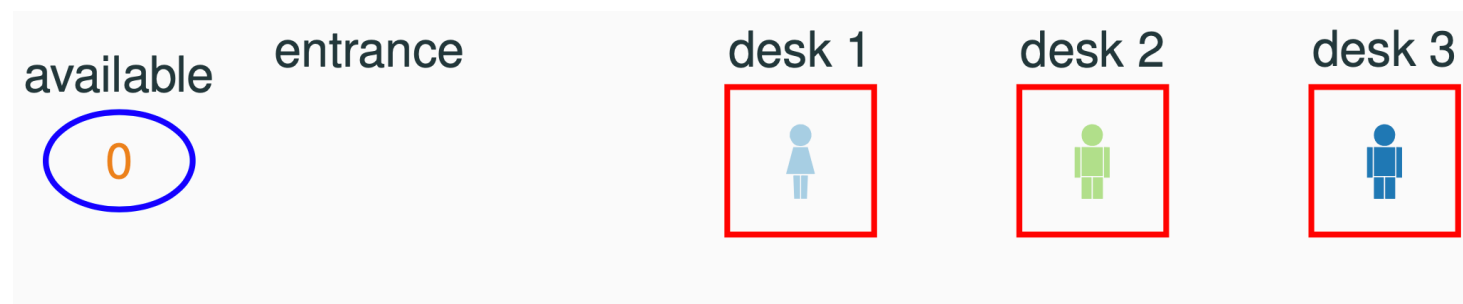 entrance
desk 1
desk 2
desk 3
available
0